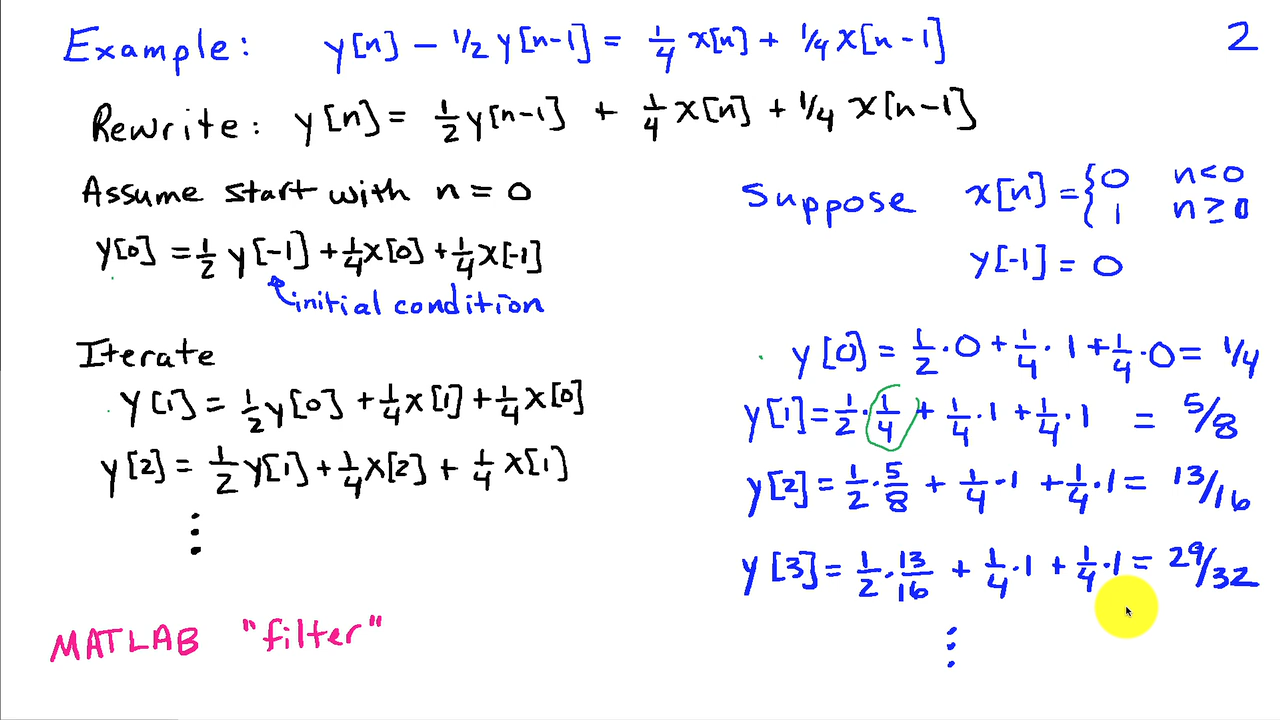 Example: y[n] - 1/2 y[n-1] = 1/4 x[n] + 1/4 x[n-1]
2
Rewrite: y[n] = 1/2 y[n-1] + 1/4 x[n] + 1/4 x[n-1]
Assume start with n = 0
y[0] = 1/2 y[-1] + 1/4 x[0] + 1/4 x[-1]
initial condition
Iterate
y[1] = 1/2 y[0] + 1/4 x[1] + 1/4 x[0]
y[2] = 1/2 y[1] + 1/4 x[2] + 1/4 x[1]
⋮
MATLAB "filter"
Suppose x[n] = { 0 n<0
1 n≥0
y[-1] = 0
y[0] = 1/2 · 0 + 1/4 · 1 + 1/4 · 0 = 1/4
y[1] = 1/2 · 1/4 + 1/4 · 1 + 1/4 · 1 = 5/8
y[2] = 1/2 · 5/8 + 1/4 · 1 + 1/4 · 1 = 13/16
y[3] = 1/2 · 13/16 + 1/4 · 1 + 1/4 · 1 = 29/32
⋮